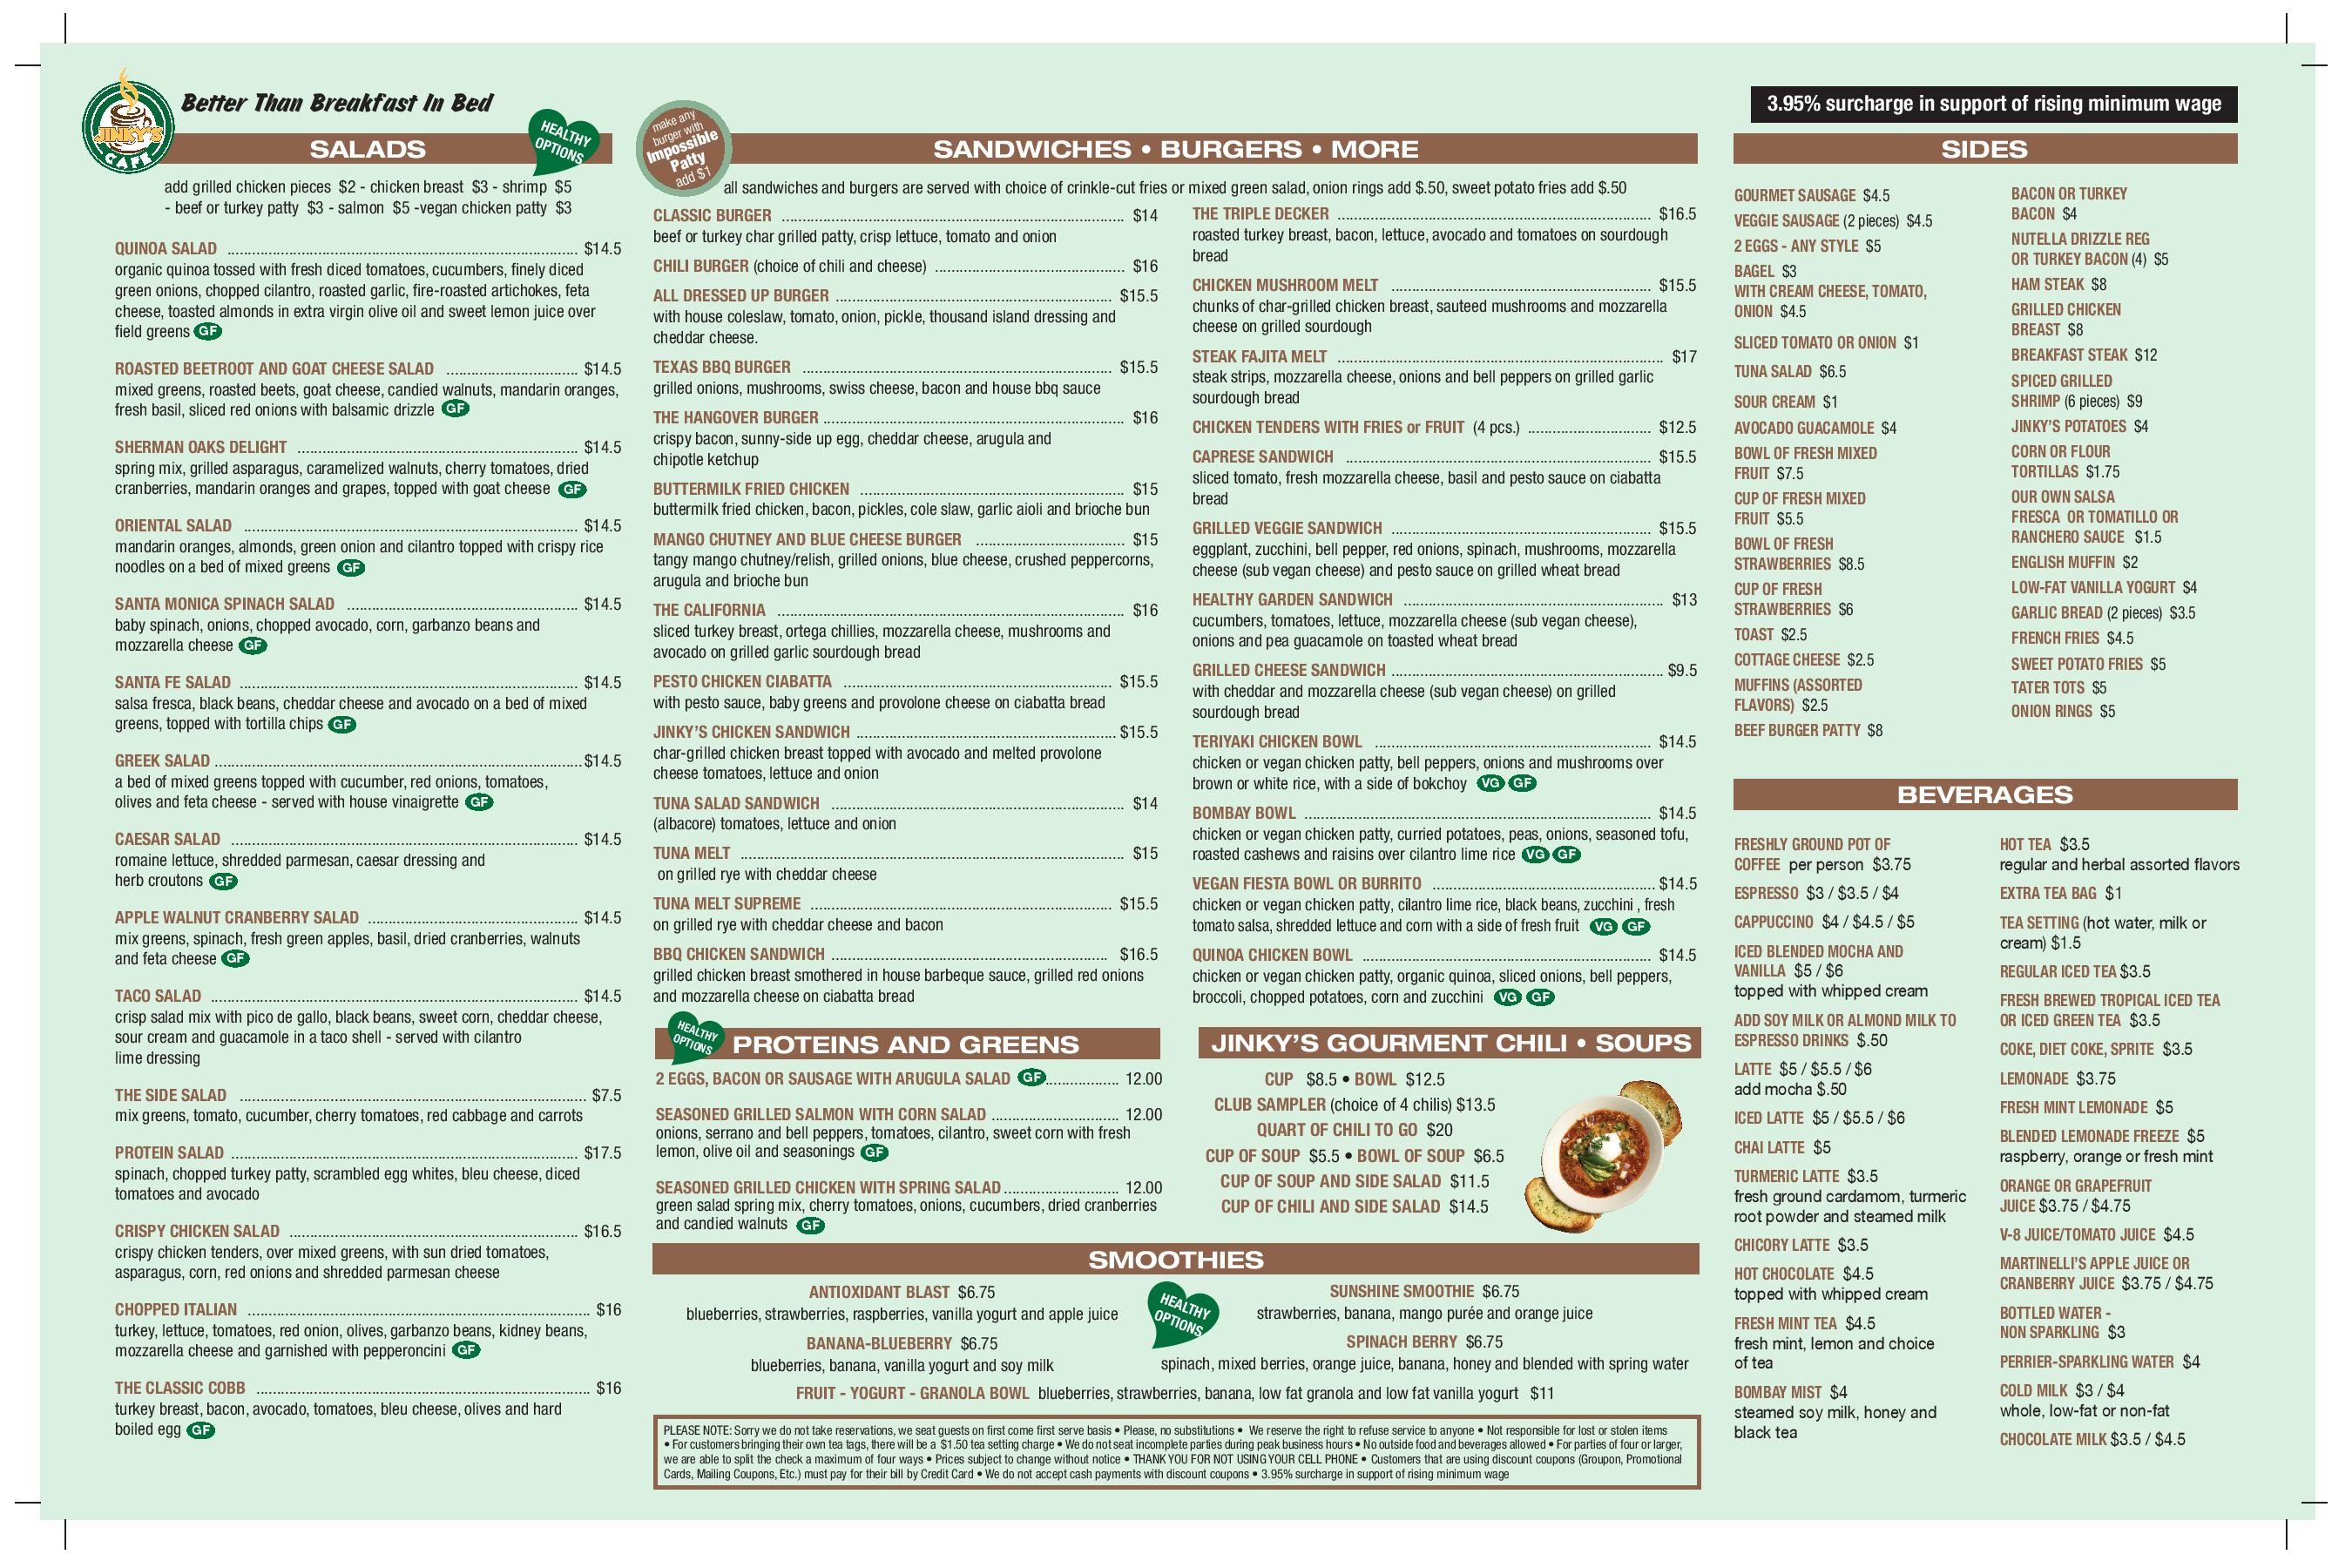 JINKY'S
CAFE
Better Than Breakfast In Bed
SALADS
HEALTHY
OPTIONS
add grilled chicken pieces $2 - chicken breast $3 - shrimp $5
- beef or turkey patty $3 - salmon $5 -vegan chicken patty $3
QUINOA SALAD $14.5
organic quinoa tossed with fresh diced tomatoes, cucumbers, finely diced
green onions, chopped cilantro, roasted garlic, fire-roasted artichokes, feta
cheese, toasted almonds in extra virgin olive oil and sweet lemon juice over
field greens GF
ROASTED BEETROOT AND GOAT CHEESE SALAD $14.5
mixed greens, roasted beets, goat cheese, candied walnuts, mandarin oranges,
fresh basil, sliced red onions with balsamic drizzle GF
SHERMAN OAKS DELIGHT $14.5
spring mix, grilled asparagus, caramelized walnuts, cherry tomatoes, dried
cranberries, mandarin oranges and grapes, topped with goat cheese GF
ORIENTAL SALAD $14.5
mandarin oranges, almonds, green onion and cilantro topped with crispy rice
noodles on a bed of mixed greens GF
SANTA MONICA SPINACH SALAD $14.5
baby spinach, onions, chopped avocado, corn, garbanzo beans and
mozzarella cheese GF
SANTA FE SALAD $14.5
salsa fresca, black beans, cheddar cheese and avocado on a bed of mixed
greens, topped with tortilla chips GF
GREEK SALAD $14.5
a bed of mixed greens topped with cucumber, red onions, tomatoes,
olives and feta cheese - served with house vinaigrette GF
CAESAR SALAD $14.5
romaine lettuce, shredded parmesan, caesar dressing and
herb croutons GF
APPLE WALNUT CRANBERRY SALAD $14.5
mix greens, spinach, fresh green apples, basil, dried cranberries, walnuts
and feta cheese GF
TACO SALAD $14.5
crisp salad mix with pico de gallo, black beans, sweet corn, cheddar cheese,
sour cream and guacamole in a taco shell - served with cilantro
lime dressing
THE SIDE SALAD $7.5
mix greens, tomato, cucumber, cherry tomatoes, red cabbage and carrots
PROTEIN SALAD $17.5
spinach, chopped turkey patty, scrambled egg whites, bleu cheese, diced
tomatoes and avocado
CRISPY CHICKEN SALAD $16.5
crispy chicken tenders, over mixed greens, with sun dried tomatoes,
asparagus, corn, red onions and shredded parmesan cheese
CHOPPED ITALIAN $16
turkey, lettuce, tomatoes, red onion, olives, garbanzo beans, kidney beans,
mozzarella cheese and garnished with pepperoncini GF
THE CLASSIC COBB $16
turkey breast, bacon, avocado, tomatoes, bleu cheese, olives and hard
boiled egg GF
make any
burger with
Impossible
Patty
add $1
SANDWICHES • BURGERS • MORE
all sandwiches and burgers are served with choice of crinkle-cut fries or mixed green salad, onion rings add $.50, sweet potato fries add $.50
CLASSIC BURGER $14
beef or turkey char grilled patty, crisp lettuce, tomato and onion
CHILI BURGER (choice of chili and cheese) $16
ALL DRESSED UP BURGER $15.5
with house coleslaw, tomato, onion, pickle, thousand island dressing and
cheddar cheese.
TEXAS BBQ BURGER $15.5
grilled onions, mushrooms, swiss cheese, bacon and house bbq sauce
THE HANGOVER BURGER $16
crispy bacon, sunny-side up egg, cheddar cheese, arugula and
chipotle ketchup
BUTTERMILK FRIED CHICKEN $15
buttermilk fried chicken, bacon, pickles, cole slaw, garlic aioli and brioche bun
MANGO CHUTNEY AND BLUE CHEESE BURGER $15
tangy mango chutney/relish, grilled onions, blue cheese, crushed peppercorns,
arugula and brioche bun
THE CALIFORNIA $16
sliced turkey breast, ortega chillies, mozzarella cheese, mushrooms and
avocado on grilled garlic sourdough bread
PESTO CHICKEN CIABATTA $15.5
with pesto sauce, baby greens and provolone cheese on ciabatta bread
JINKY'S CHICKEN SANDWICH $15.5
char-grilled chicken breast topped with avocado and melted provolone
cheese tomatoes, lettuce and onion
TUNA SALAD SANDWICH $14
(albacore) tomatoes, lettuce and onion
TUNA MELT $15
on grilled rye with cheddar cheese
TUNA MELT SUPREME $15.5
on grilled rye with cheddar cheese and bacon
BBQ CHICKEN SANDWICH $16.5
grilled chicken breast smothered in house barbeque sauce, grilled red onions
and mozzarella cheese on ciabatta bread
THE TRIPLE DECKER $16.5
roasted turkey breast, bacon, lettuce, avocado and tomatoes on sourdough
bread
CHICKEN MUSHROOM MELT $15.5
chunks of char-grilled chicken breast, sauteed mushrooms and mozzarella
cheese on grilled sourdough
STEAK FAJITA MELT $17
steak strips, mozzarella cheese, onions and bell peppers on grilled garlic
sourdough bread
CHICKEN TENDERS WITH FRIES or FRUIT (4 pcs.) $12.5
CAPRESE SANDWICH $15.5
sliced tomato, fresh mozzarella cheese, basil and pesto sauce on ciabatta
bread
GRILLED VEGGIE SANDWICH $15.5
eggplant, zucchini, bell pepper, red onions, spinach, mushrooms, mozzarella
cheese (sub vegan cheese) and pesto sauce on grilled wheat bread
HEALTHY GARDEN SANDWICH $13
cucumbers, tomatoes, lettuce, mozzarella cheese (sub vegan cheese),
onions and pea guacamole on toasted wheat bread
GRILLED CHEESE SANDWICH $9.5
with cheddar and mozzarella cheese (sub vegan cheese) on grilled
sourdough bread
TERIYAKI CHICKEN BOWL $14.5
chicken or vegan chicken patty, bell peppers, onions and mushrooms over
brown or white rice, with a side of bokchoy VG GF
BOMBAY BOWL $14.5
chicken or vegan chicken patty, curried potatoes, peas, onions, seasoned tofu,
roasted cashews and raisins over cilantro lime rice VG GF
VEGAN FIESTA BOWL OR BURRITO $14.5
chicken or vegan chicken patty, cilantro lime rice, black beans, zucchini , fresh
tomato salsa, shredded lettuce and corn with a side of fresh fruit VG GF
QUINOA CHICKEN BOWL $14.5
chicken or vegan chicken patty, organic quinoa, sliced onions, bell peppers,
broccoli, chopped potatoes, corn and zucchini VG GF
HEALTHY
OPTIONS
PROTEINS AND GREENS
2 EGGS, BACON OR SAUSAGE WITH ARUGULA SALAD GF 12.00
SEASONED GRILLED SALMON WITH CORN SALAD 12.00
onions, serrano and bell peppers, tomatoes, cilantro, sweet corn with fresh
lemon, olive oil and seasonings GF
SEASONED GRILLED CHICKEN WITH SPRING SALAD 12.00
green salad spring mix, cherry tomatoes, onions, cucumbers, dried cranberries
and candied walnuts GF
JINKY'S GOURMENT CHILI • SOUPS
CUP $8.5 • BOWL $12.5
CLUB SAMPLER (choice of 4 chilis) $13.5
QUART OF CHILI TO GO $20
CUP OF SOUP $5.5 • BOWL OF SOUP $6.5
CUP OF SOUP AND SIDE SALAD $11.5
CUP OF CHILI AND SIDE SALAD $14.5
SMOOTHIES
ANTIOXIDANT BLAST $6.75
blueberries, strawberries, raspberries, vanilla yogurt and apple juice
BANANA-BLUEBERRY $6.75
blueberries, banana, vanilla yogurt and soy milk
HEALTHY
OPTIONS
SUNSHINE SMOOTHIE $6.75
strawberries, banana, mango purée and orange juice
SPINACH BERRY $6.75
spinach, mixed berries, orange juice, banana, honey and blended with spring water
FRUIT - YOGURT - GRANOLA BOWL blueberries, strawberries, banana, low fat granola and low fat vanilla yogurt $11
PLEASE NOTE: Sorry we do not take reservations, we seat guests on first come first serve basis • Please, no substitutions • We reserve the right to refuse service to anyone • Not responsible for lost or stolen items
• For customers bringing their own tea tags, there will be a $1.50 tea setting charge • We do not seat incomplete parties during peak business hours • No outside food and beverages allowed • For parties of four or larger,
we are able to split the check a maximum of four ways • Prices subject to change without notice • THANK YOU FOR NOT USING YOUR CELL PHONE • Customers that are using discount coupons (Groupon, Promotional
Cards, Mailing Coupons, Etc.) must pay for their bill by Credit Card • We do not accept cash payments with discount coupons • 3.95% surcharge in support of rising minimum wage
3.95% surcharge in support of rising minimum wage
SIDES
GOURMET SAUSAGE $4.5
VEGGIE SAUSAGE (2 pieces) $4.5
2 EGGS - ANY STYLE $5
BAGEL $3
WITH CREAM CHEESE, TOMATO,
ONION $4.5
SLICED TOMATO OR ONION $1
TUNA SALAD $6.5
SOUR CREAM $1
AVOCADO GUACAMOLE $4
BOWL OF FRESH MIXED
FRUIT $7.5
CUP OF FRESH MIXED
FRUIT $5.5
BOWL OF FRESH
STRAWBERRIES $8.5
CUP OF FRESH
STRAWBERRIES $6
TOAST $2.5
COTTAGE CHEESE $2.5
MUFFINS (ASSORTED
FLAVORS) $2.5
BEEF BURGER PATTY $8
BACON OR TURKEY
BACON $4
NUTELLA DRIZZLE REG
OR TURKEY BACON (4) $5
HAM STEAK $8
GRILLED CHICKEN
BREAST $8
BREAKFAST STEAK $12
SPICED GRILLED
SHRIMP (6 pieces) $9
JINKY'S POTATOES $4
CORN OR FLOUR
TORTILLAS $1.75
OUR OWN SALSA
FRESCA OR TOMATILLO OR
RANCHERO SAUCE $1.5
ENGLISH MUFFIN $2
LOW-FAT VANILLA YOGURT $4
GARLIC BREAD (2 pieces) $3.5
FRENCH FRIES $4.5
SWEET POTATO FRIES $5
TATER TOTS $5
ONION RINGS $5
BEVERAGES
FRESHLY GROUND POT OF
COFFEE per person $3.75
ESPRESSO $3 / $3.5 / $4
CAPPUCCINO $4 / $4.5 / $5
ICED BLENDED MOCHA AND
VANILLA $5 / $6
topped with whipped cream
ADD SOY MILK OR ALMOND MILK TO
ESPRESSO DRINKS $.50
LATTE $5 / $5.5 / $6
add mocha $.50
ICED LATTE $5 / $5.5 / $6
CHAI LATTE $5
TURMERIC LATTE $3.5
fresh ground cardamom, turmeric
root powder and steamed milk
CHICORY LATTE $3.5
HOT CHOCOLATE $4.5
topped with whipped cream
FRESH MINT TEA $4.5
fresh mint, lemon and choice
of tea
BOMBAY MIST $4
steamed soy milk, honey and
black tea
HOT TEA $3.5
regular and herbal assorted flavors
EXTRA TEA BAG $1
TEA SETTING (hot water, milk or
cream) $1.5
REGULAR ICED TEA $3.5
FRESH BREWED TROPICAL ICED TEA
OR ICED GREEN TEA $3.5
COKE, DIET COKE, SPRITE $3.5
LEMONADE $3.75
FRESH MINT LEMONADE $5
BLENDED LEMONADE FREEZE $5
raspberry, orange or fresh mint
ORANGE OR GRAPEFRUIT
JUICE $3.75 / $4.75
V-8 JUICE/TOMATO JUICE $4.5
MARTINELLI'S APPLE JUICE OR
CRANBERRY JUICE $3.75 / $4.75
BOTTLED WATER -
NON SPARKLING $3
PERRIER-SPARKLING WATER $4
COLD MILK $3 / $4
whole, low-fat or non-fat
CHOCOLATE MILK $3.5 / $4.5